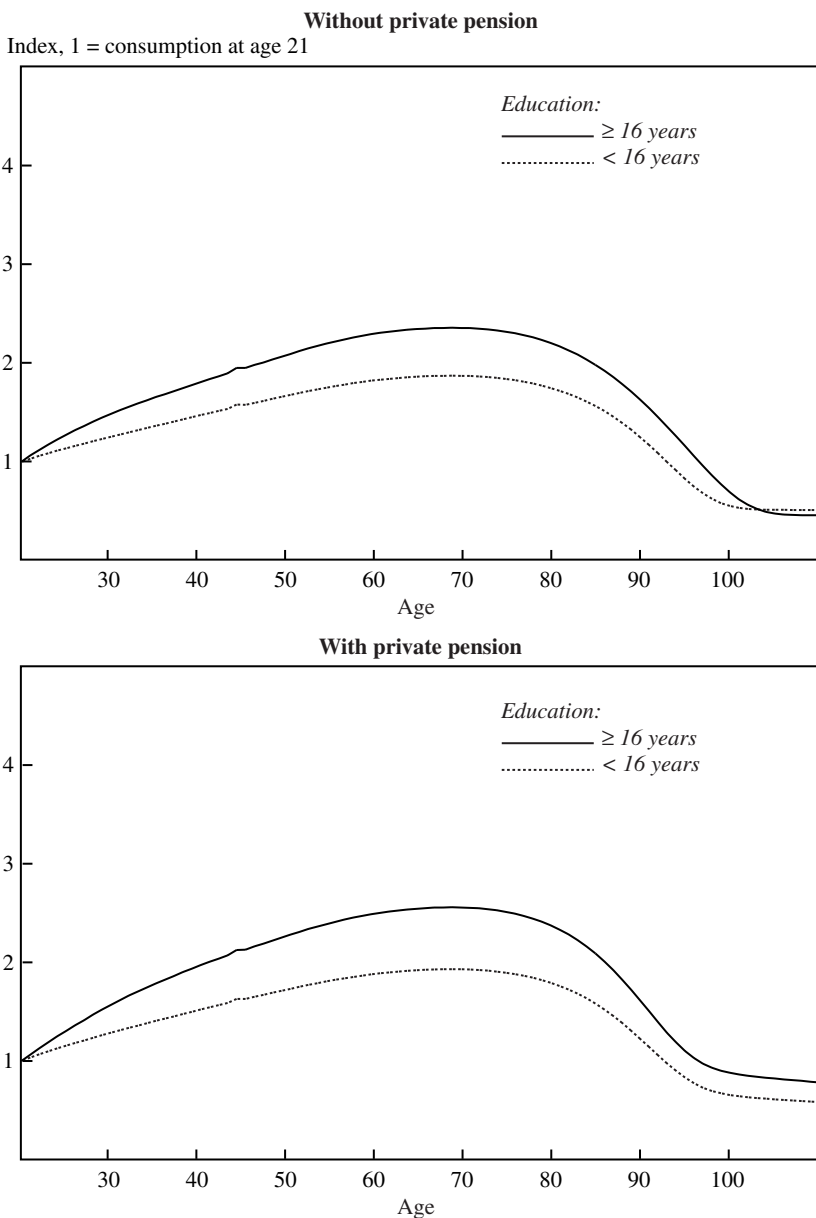 Without private pension
Index, 1 = consumption at age 21
Education:
≥ 16 years
< 16 years
4
3
2
1
30 40 50 60 70 80 90 100
Age
With private pension
Education:
≥ 16 years
< 16 years
4
3
2
1
30 40 50 60 70 80 90 100
Age